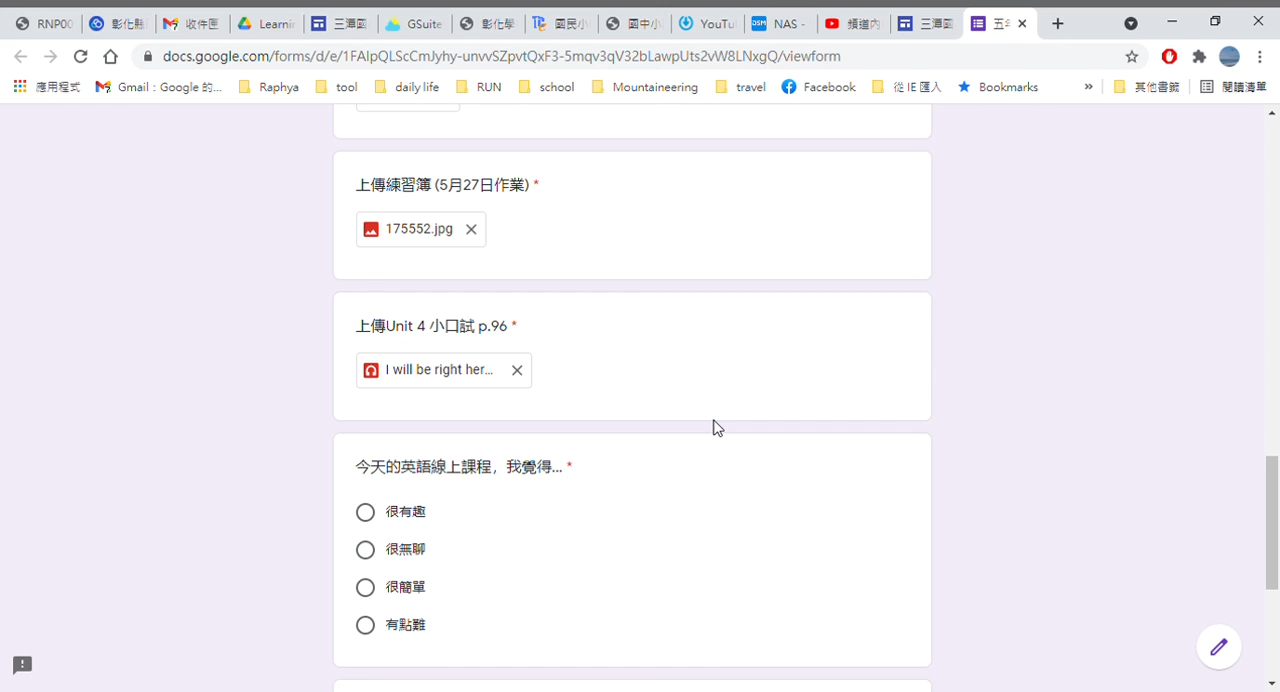 RNP00
彰化縣
收件匣
Learnin
三潭國
GSuite
彰化學
國民小
國中小
YouTu
NAS -
頻道內
三潭國
五年
docs.google.com/forms/d/e/1FAIpQLScCmJyhy-unvvSZpvtQxF3-5mqv3qV32bLawpUts2vW8LNxgQ/viewform
應用程式
Gmail：Google 的...
Raphya
tool
daily life
RUN
school
Mountaineering
travel
Facebook
從 IE 匯入
Bookmarks
»
其他書籤
閱讀清單
上傳練習簿 (5月27日作業) *
175552.jpg
上傳Unit 4 小口試 p.96 *
I will be right her...
今天的英語線上課程，我覺得... *
很有趣
很無聊
很簡單
有點難